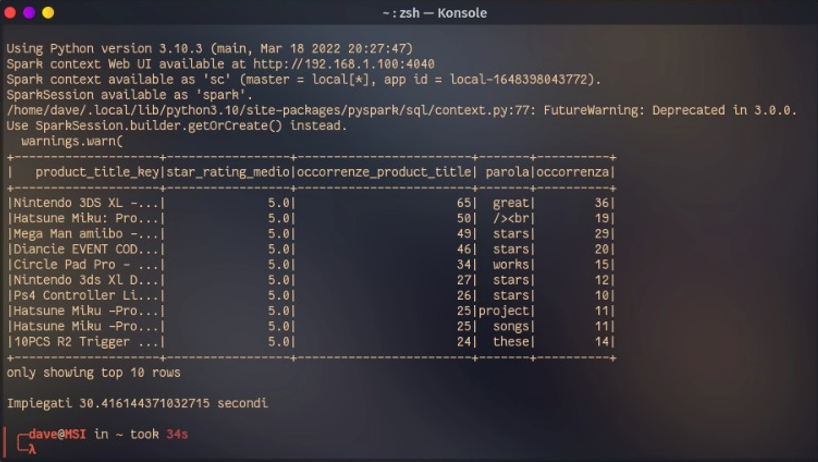 ~ : zsh — Konsole
Using Python version 3.10.3 (main, Mar 18 2022 20:27:47)
Spark context Web UI available at http://192.168.1.100:4040
Spark context available as 'sc' (master = local[*], app id = local-1648398043772).
SparkSession available as 'spark'.
/home/dave/.local/lib/python3.10/site-packages/pyspark/sql/context.py:77: FutureWarning: Deprecated in 3.0.0.
Use SparkSession.builder.getOrCreate() instead.
  warnings.warn(
+-------------------+----------------+------------------------+-------+----------+
|  product_title_key|star_rating_medio|occorrenze_product_title| parola|occorrenza|
+-------------------+----------------+------------------------+-------+----------+
|Nintendo 3DS XL -...|             5.0|                      65|  great|        36|
|Hatsune Miku: Pro...|             5.0|                      50|  /><br|        19|
|Mega Man amiibo -...|             5.0|                      49|  stars|        29|
|Diancie EVENT COD...|             5.0|                      46|  stars|        20|
|Circle Pad Pro - ...|             5.0|                      34|  works|        15|
|Nintendo 3ds Xl D...|             5.0|                      27|  stars|        12|
|Ps4 Controller Li...|             5.0|                      26|  stars|        10|
|Hatsune Miku -Pro...|             5.0|                      25|project|        11|
|Hatsune Miku -Pro...|             5.0|                      25|  songs|        11|
|10PCS R2 Trigger ...|             5.0|                      24|  these|        14|
+-------------------+----------------+------------------------+-------+----------+
only showing top 10 rows
Impiegati 30.416144371032715 secondi
dave@MSI in ~ took 34s
λ